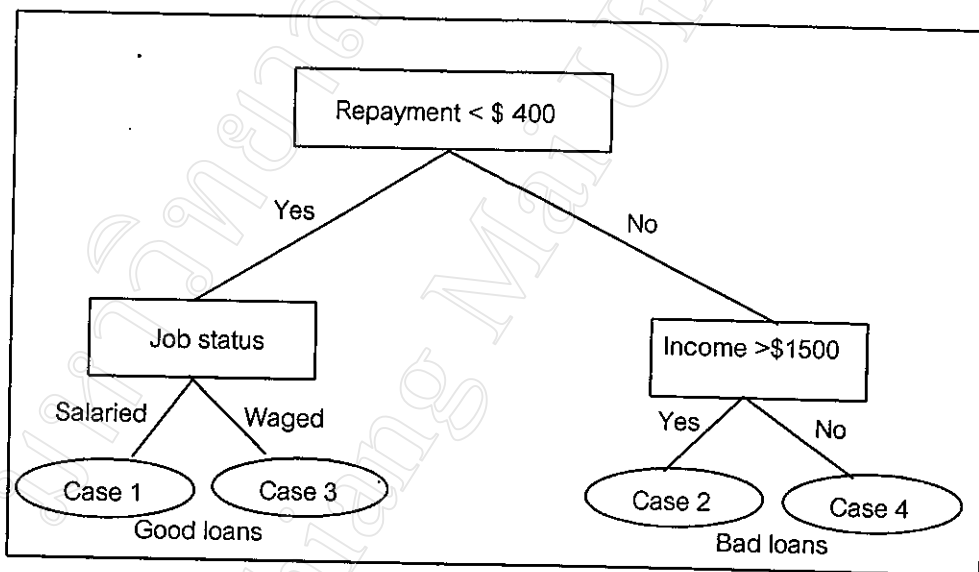 Repayment < $ 400
Yes
No
Job status
Income >$1500
Salaried
Waged
Yes
No
Case 1
Case 3
Case 2
Case 4
Good loans
Bad loans